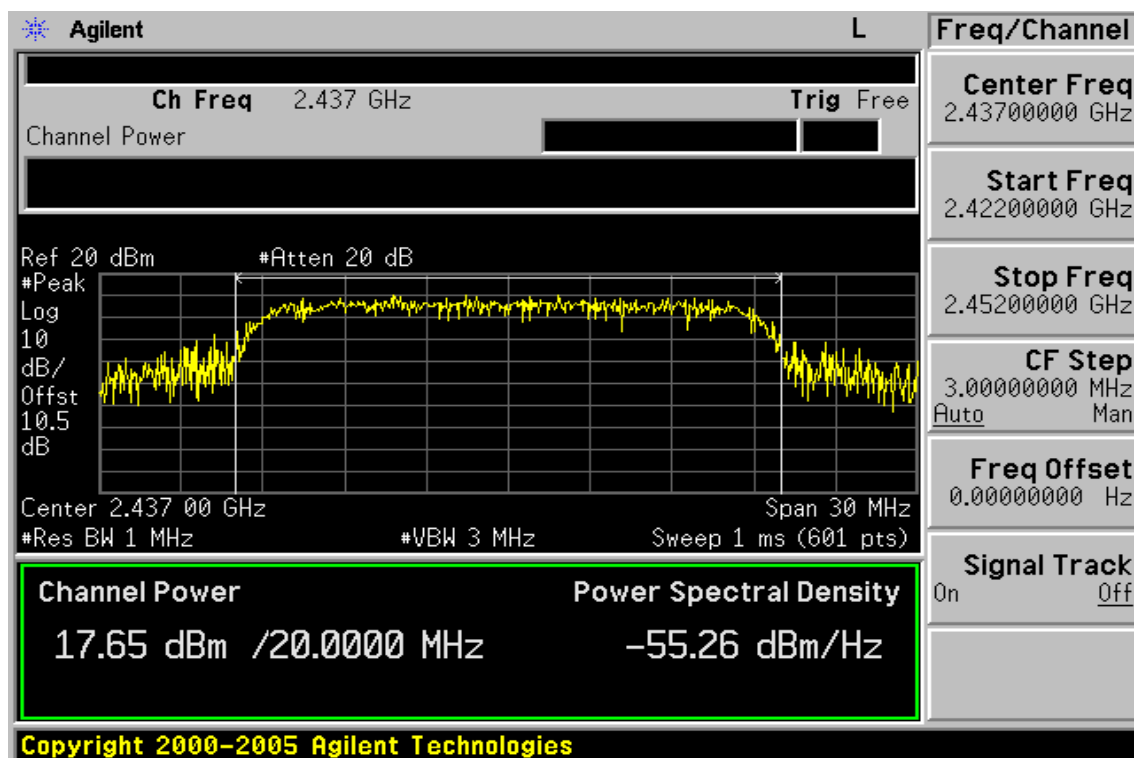 Agilent
L
Freq/Channel
Ch Freq 2.437 GHz
Trig Free
Channel Power
Ref 20 dBm
#Atten 20 dB
#Peak
Log
10
dB/
Offst
10.5
dB
Center 2.437 00 GHz
Span 30 MHz
#Res BW 1 MHz
#VBW 3 MHz
Sweep 1 ms (601 pts)
Channel Power
Power Spectral Density
17.65 dBm /20.0000 MHz
-55.26 dBm/Hz
Copyright 2000-2005 Agilent Technologies
Center Freq
2.43700000 GHz
Start Freq
2.42200000 GHz
Stop Freq
2.45200000 GHz
CF Step
3.00000000 MHz
Auto Man
Freq Offset
0.00000000 Hz
Signal Track
On Off